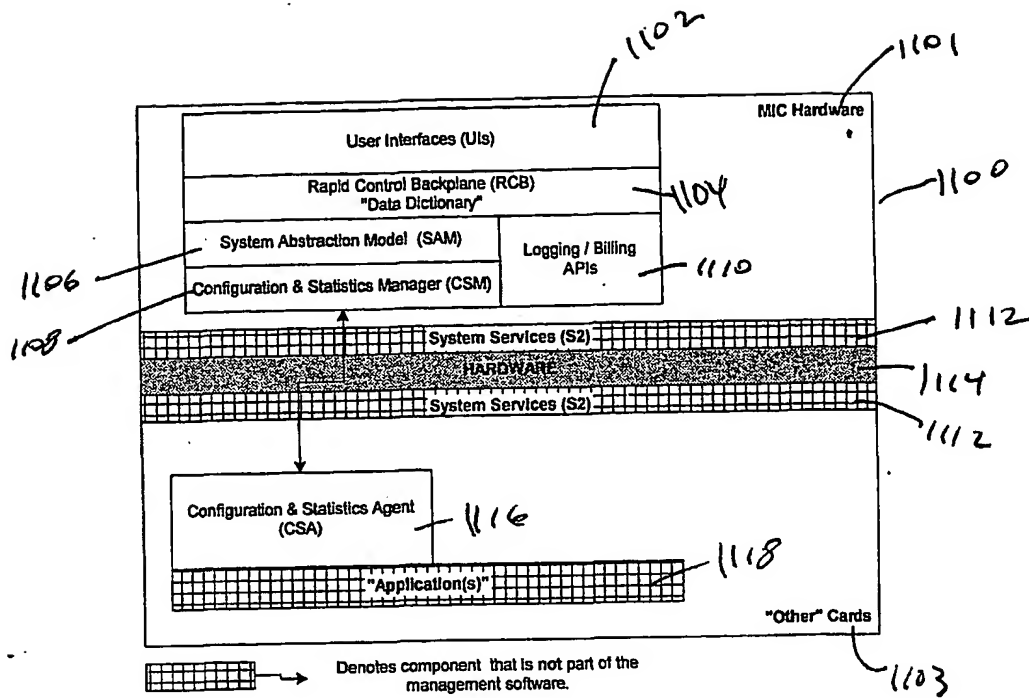 1102
1101
MIC Hardware
User Interfaces (UIs)
1100
Rapid Control Backplane (RCB)
"Data Dictionary"
1104
System Abstraction Model (SAM)
Logging / Billing
APIs
1110
1106
Configuration & Statistics Manager (CSM)
1108
System Services (S2)
1112
HARDWARE
1114
System Services (S2)
1112
Configuration & Statistics Agent
(CSA)
1116
"Application(s)"
1118
"Other" Cards
1103
Denotes component that is not part of the
management software.